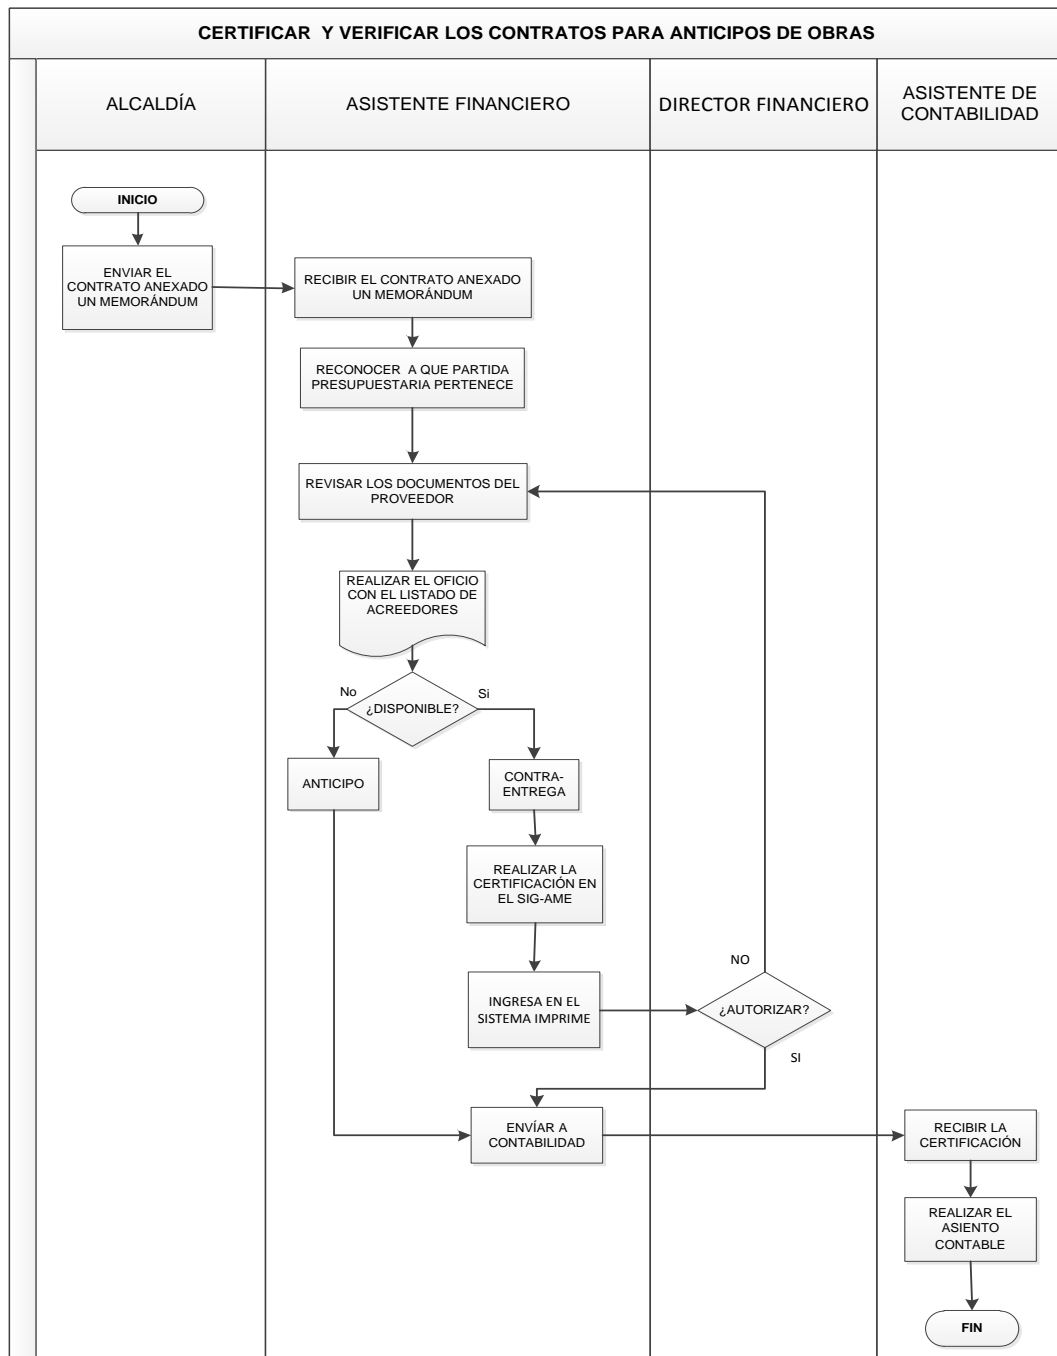 CERTIFICAR Y VERIFICAR LOS CONTRATOS PARA ANTICIPOS DE OBRAS
ALCALDÍA
ASISTENTE FINANCIERO
DIRECTOR FINANCIERO
ASISTENTE DE
CONTABILIDAD
INICIO
ENVIAR EL
CONTRATO ANEXADO
UN MEMORÁNDUM
RECIBIR EL CONTRATO ANEXADO
UN MEMORÁNDUM
RECONOCER A QUE PARTIDA
PRESUPUESTARIA PERTENECE
REVISAR LOS DOCUMENTOS DEL
PROVEEDOR
REALIZAR EL OFICIO
CON EL LISTADO DE
ACREEDORES
No
Si
¿DISPONIBLE?
ANTICIPO
CONTRA-
ENTREGA
REALIZAR LA
CERTIFICACIÓN EN
EL SIG-AME
INGRESA EN EL
SISTEMA IMPRIME
NO
¿AUTORIZAR?
SI
ENVÍAR A
CONTABILIDAD
RECIBIR LA
CERTIFICACIÓN
REALIZAR EL
ASIENTO
CONTABLE
FIN